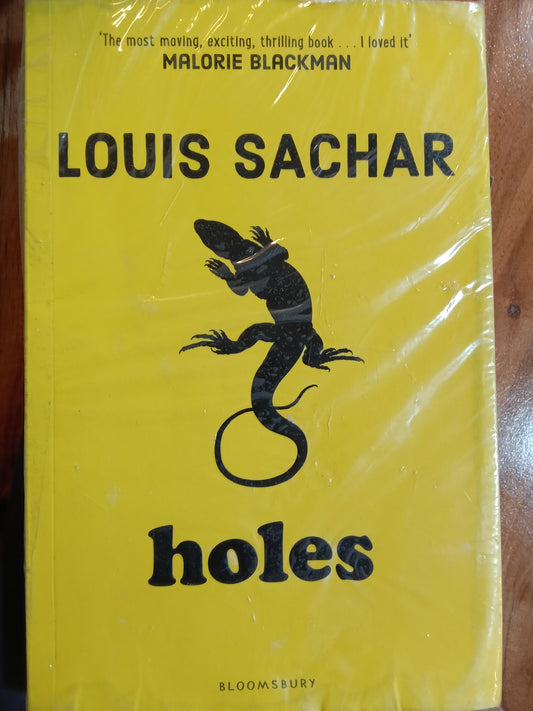 ‘The most moving, exciting, thrilling book . . . I loved it’
MALORIE BLACKMAN
LOUIS SACHAR
holes
BLOOMSBURY